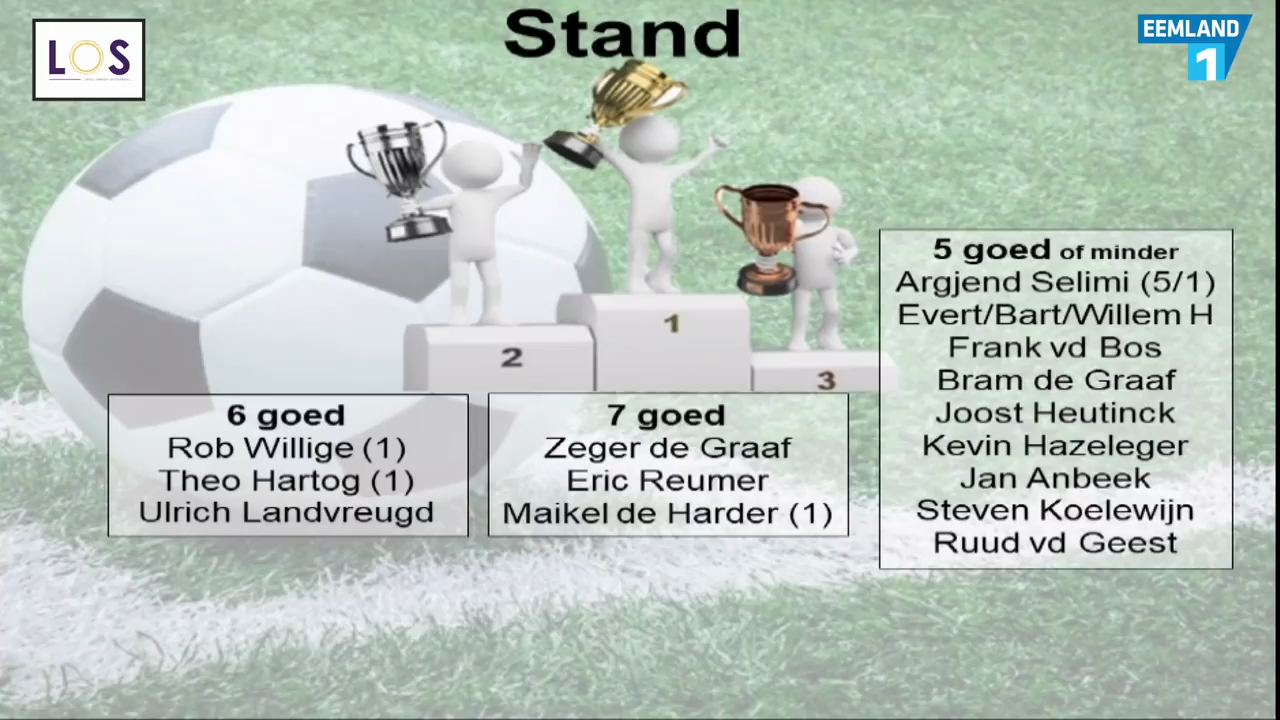 Stand
LOS
EEMLAND
1
1
2
3
6 goed
Rob Willige (1)
Theo Hartog (1)
Ulrich Landvreugd
7 goed
Zeger de Graaf
Eric Reumer
Maikel de Harder (1)
5 goed of minder
Argjend Selimi (5/1)
Evert/Bart/Willem H
Frank vd Bos
Bram de Graaf
Joost Heutinck
Kevin Hazeleger
Jan Anbeek
Steven Koelewijn
Ruud vd Geest